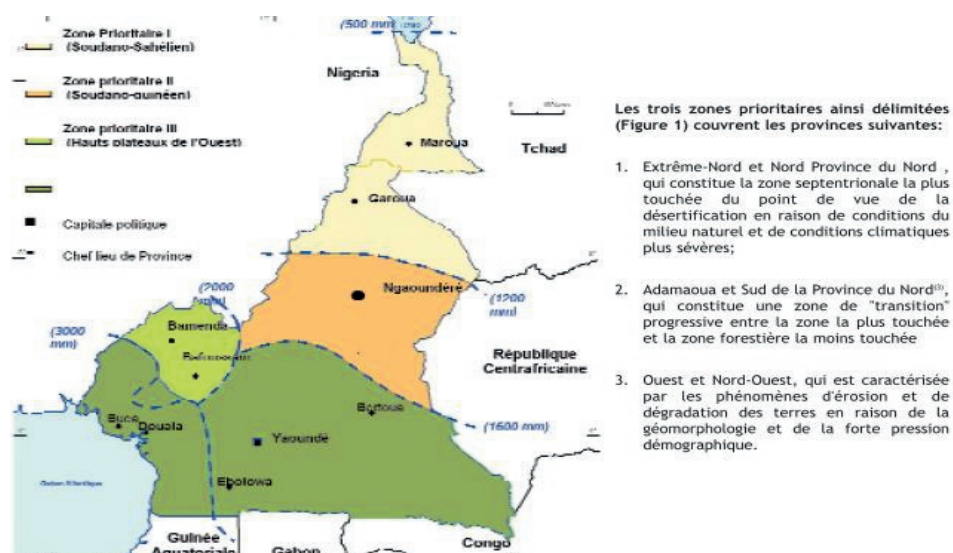 (500 mm)
Zone Prioritaire I
(Soudano-Sahélien)
Zone prioritaire II
(Soudano-guinéen)
Zone prioritaire III
(Hauts plateaux de l'Ouest)
Capitale politique
Chef lieu de Province
Nigeria
Maroua
Tchad
Garoua
Ngaoundéré
(1200
mm)
(2000
mm)
(3000
mm)
Bamenda
République
Centrafricaine
Bertoua
(1600 mm)
Buea
Douala
Yaoundé
Ebolowa
Océan Atlantique
Guinée
Equatoriale
Gabon
Congo
Les trois zones prioritaires ainsi délimitées
(Figure 1) couvrent les provinces suivantes:
1. Extrême-Nord et Nord Province du Nord ,
qui constitue la zone septentrionale la plus
touchée du point de vue de la
désertification en raison de conditions du
milieu naturel et de conditions climatiques
plus sévères;
2. Adamaoua et Sud de la Province du Nord(3),
qui constitue une zone de "transition"
progressive entre la zone la plus touchée
et la zone forestière la moins touchée
3. Ouest et Nord-Ouest, qui est caractérisée
par les phénomènes d'érosion et de
dégradation des terres en raison de la
géomorphologie et de la forte pression
démographique.